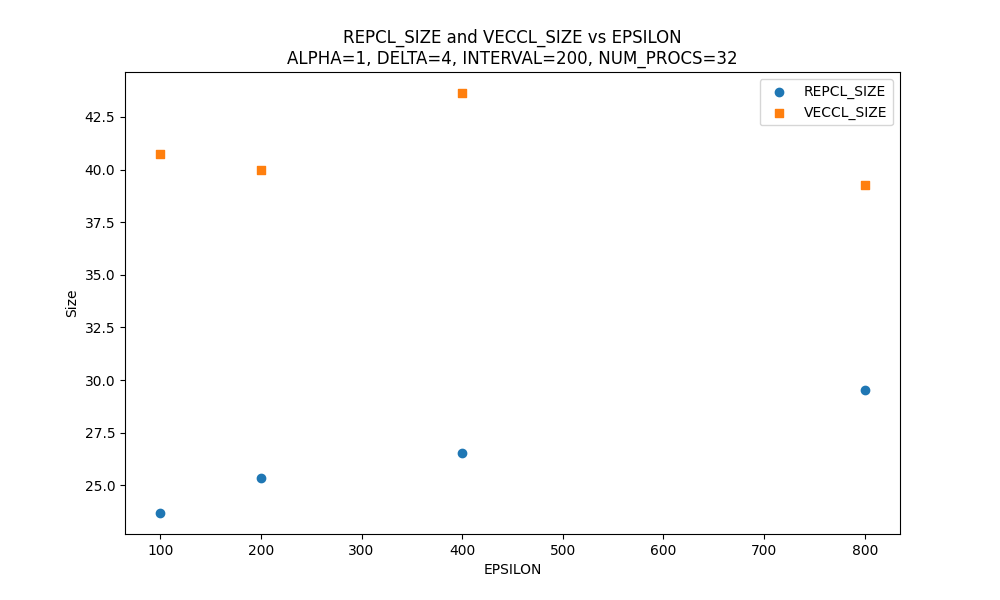 REPCL_SIZE and VECCL_SIZE vs EPSILON
ALPHA=1, DELTA=4, INTERVAL=200, NUM_PROCS=32
REPCL_SIZE
VECCL_SIZE
42.5
40.0
37.5
35.0
32.5
30.0
27.5
25.0
Size
100 200 300 400 500 600 700 800
EPSILON